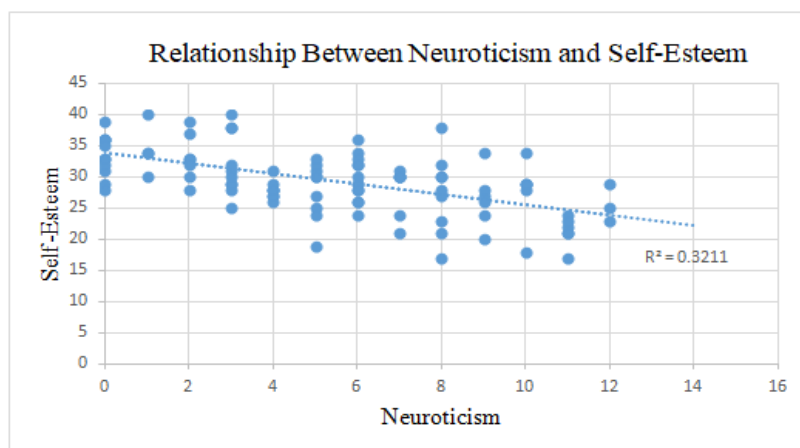 Relationship Between Neuroticism and Self-Esteem
45
40
35
30
25
20
15
10
5
0
Self-Esteem
R² = 0.3211
0 2 4 6 8 10 12 14 16
Neuroticism